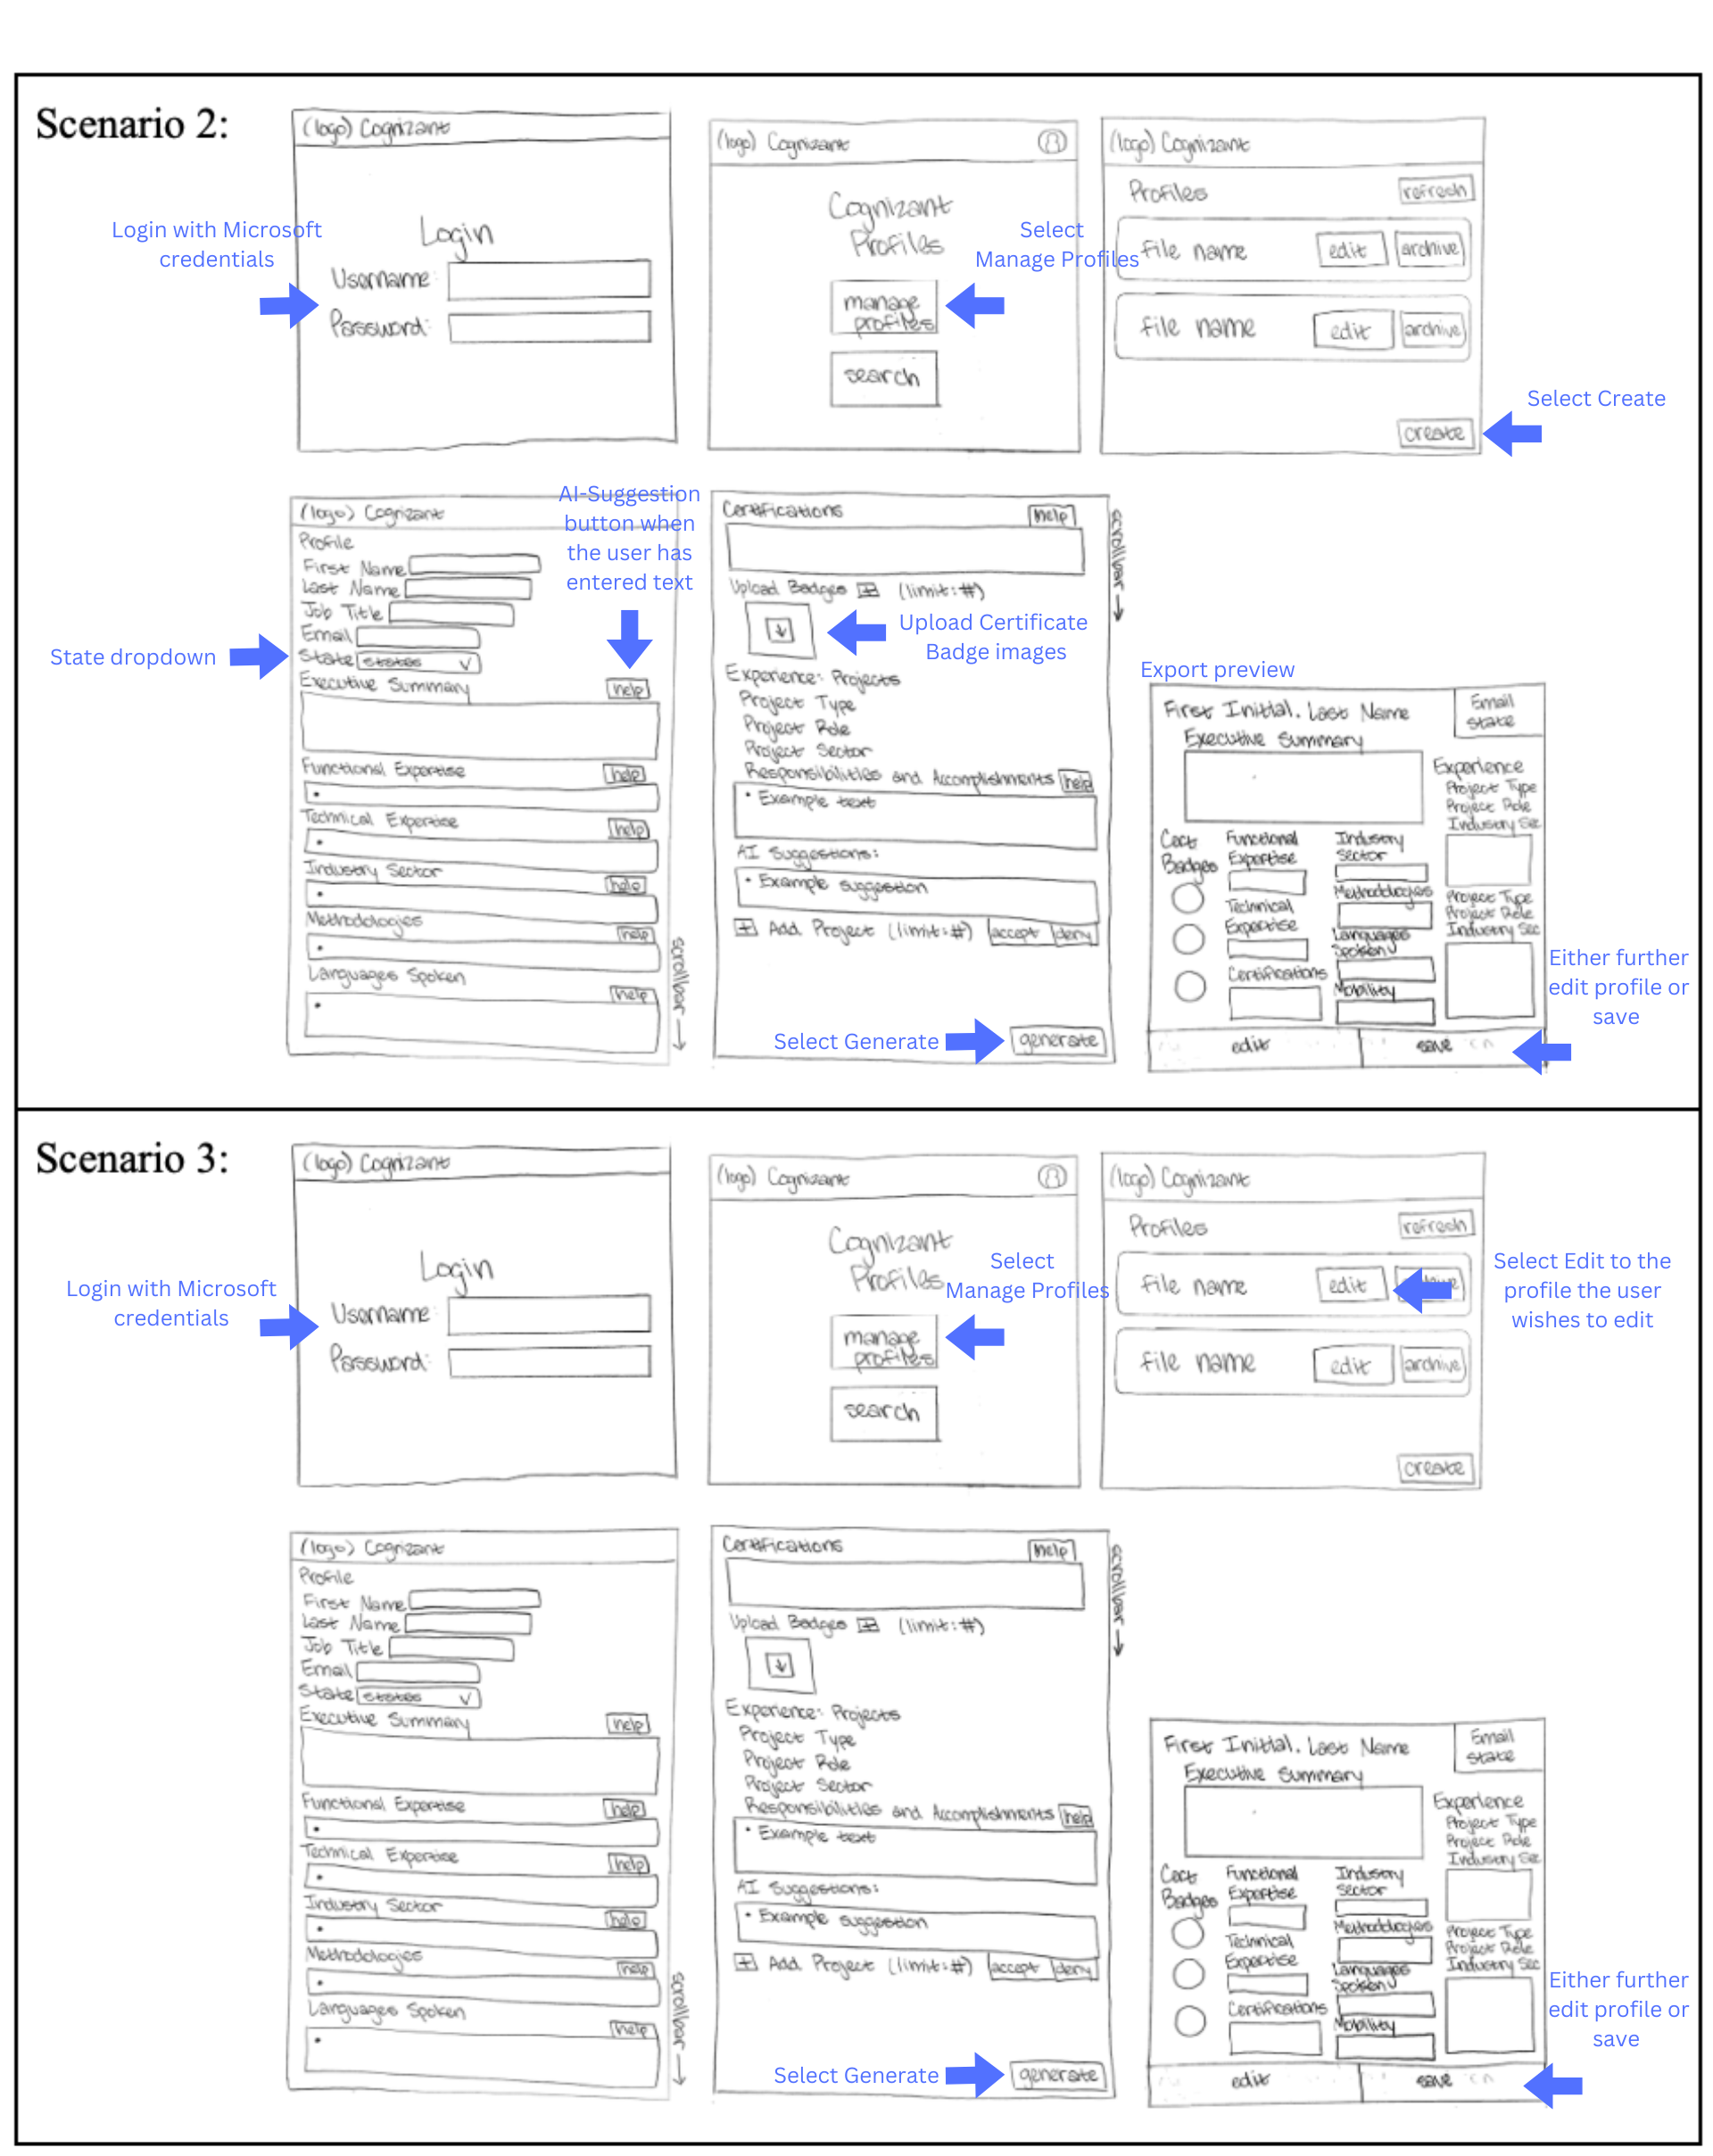 Scenario 2:
(logo) Cognizant
Login with Microsoft
credentials
Login
Username:
Password:
(logo) Cognizant
Cognizant
Profiles
Select
Manage Profiles
manage
profiles
search
(logo) Cognizant
Profiles
refresh
file name edit archive
file name edit archive
Select Create
create
(logo) Cognizant
Profile
First Name
Last Name
Job Title
Email
State states
State dropdown
AI-Suggestion
button when
the user has
entered text
Executive Summary help
Functional Expertise help
Technical Expertise help
Industry Sector help
Methodologies help
Languages Spoken help
scrollbar
Certifications help
Upload Badges (limit: #)
Upload Certificate
Badge images
Experience: Projects
Project Type
Project Role
Project Sector
Responsibilities and Accomplishments help
• Example text
AI Suggestions:
• Example suggestion
Add Project (limit: #) accept deny
Select Generate
generate
scrollbar
Export preview
First Initial. Last Name
Email
State
Executive Summary
Experience
Project Type
Project Role
Industry Sec
Cert
Badges
Functional
Expertise
Technical
Expertise
Certifications
Industry
Sector
Methodologies
Languages
Spoken
Mobility
Project Type
Project Role
Industry Sec
edit save
Either further
edit profile or
save
Scenario 3:
(logo) Cognizant
Login with Microsoft
credentials
Login
Username:
Password:
(logo) Cognizant
Cognizant
Profiles
Select
Manage Profiles
manage
profiles
search
(logo) Cognizant
Profiles
refresh
file name edit
file name edit archive
Select Edit to the
profile the user
wishes to edit
create
(logo) Cognizant
Profile
First Name
Last Name
Job Title
Email
State states
Executive Summary help
Functional Expertise help
Technical Expertise help
Industry Sector help
Methodologies help
Languages Spoken help
scrollbar
Certifications help
Upload Badges (limit: #)
Experience: Projects
Project Type
Project Role
Project Sector
Responsibilities and Accomplishments help
• Example text
AI Suggestions:
• Example suggestion
Add Project (limit: #) accept deny
Select Generate
generate
scrollbar
First Initial. Last Name
Email
State
Executive Summary
Experience
Project Type
Project Role
Industry Sec
Cert
Badges
Functional
Expertise
Technical
Expertise
Certifications
Industry
Sector
Methodologies
Languages
Spoken
Mobility
Project Type
Project Role
Industry Sec
edit save
Either further
edit profile or
save